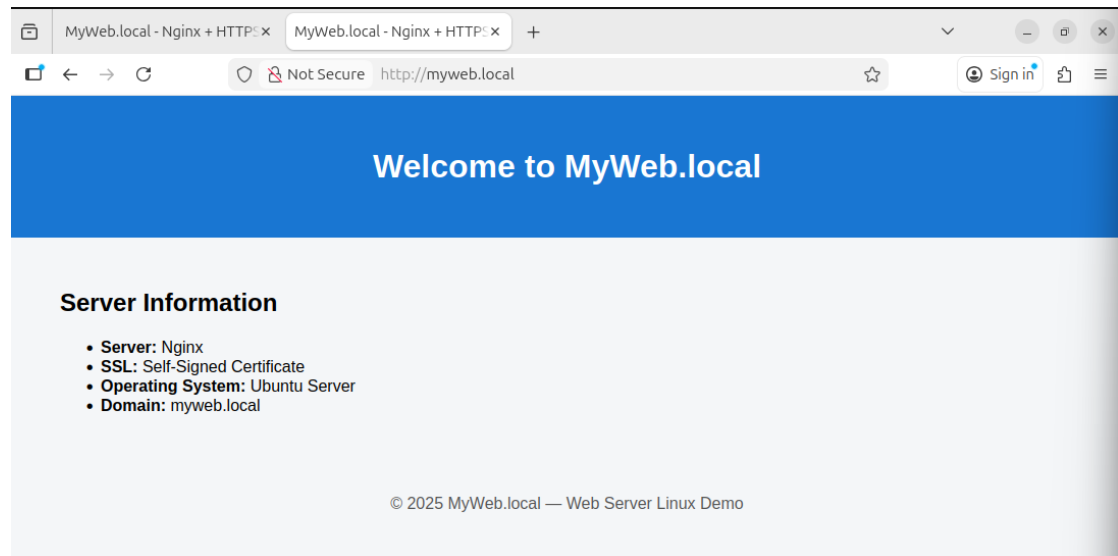 MyWeb.local - Nginx + HTTPS
MyWeb.local - Nginx + HTTPS
Not Secure http://myweb.local
Sign in
Welcome to MyWeb.local
Server Information
• Server: Nginx
• SSL: Self-Signed Certificate
• Operating System: Ubuntu Server
• Domain: myweb.local
© 2025 MyWeb.local — Web Server Linux Demo